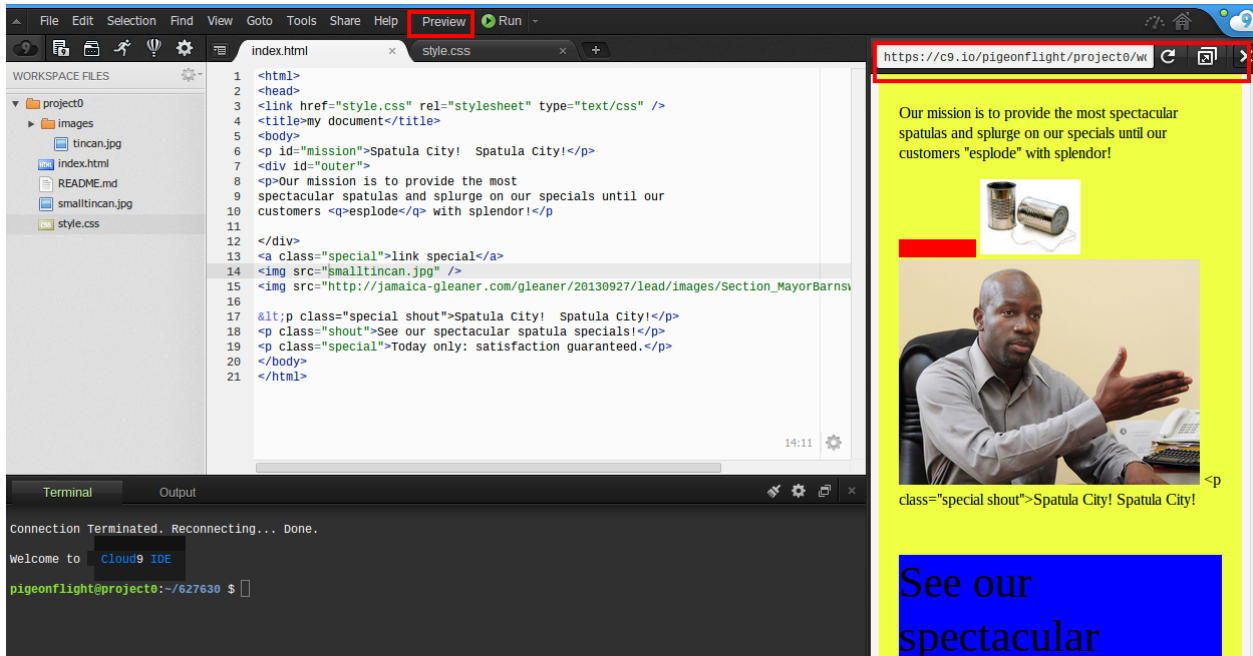 File Edit Selection Find View Goto Tools Share Help Preview Run
index.html × style.css × +
https://c9.io/pigeonflight/project0/wo
WORKSPACE FILES
project0
images
tincan.jpg
index.html
README.md
smalltincan.jpg
style.css
1 <html>
2 <head>
3 <link href="style.css" rel="stylesheet" type="text/css" />
4 <title>my document</title>
5 <body>
6 <p id="mission">Spatula City!  Spatula City!</p>
7 <div id="outer">
8 <p>Our mission is to provide the most
9 spectacular spatulas and splurge on our specials until our
10 customers <q>esplode</q> with splendor!</p
11
12 </div>
13 <a class="special">link special</a>
14 <img src="smalltincan.jpg" />
15 <img src="http://jamaica-gleaner.com/gleaner/20130927/lead/images/Section_MayorBarnsw
16
17 &lt;p class="special shout">Spatula City!  Spatula City!</p>
18 <p class="shout">See our spectacular spatula specials!</p>
19 <p class="special">Today only: satisfaction guaranteed.</p>
20 </body>
21 </html>
14:11
Terminal Output
Connection Terminated. Reconnecting... Done.
Welcome to Cloud9 IDE
pigeonflight@project0:~/627630 $
Our mission is to provide the most spectacular
spatulas and splurge on our specials until our
customers "esplode" with splendor!
<p
class="special shout">Spatula City! Spatula City!
See our
spectacular